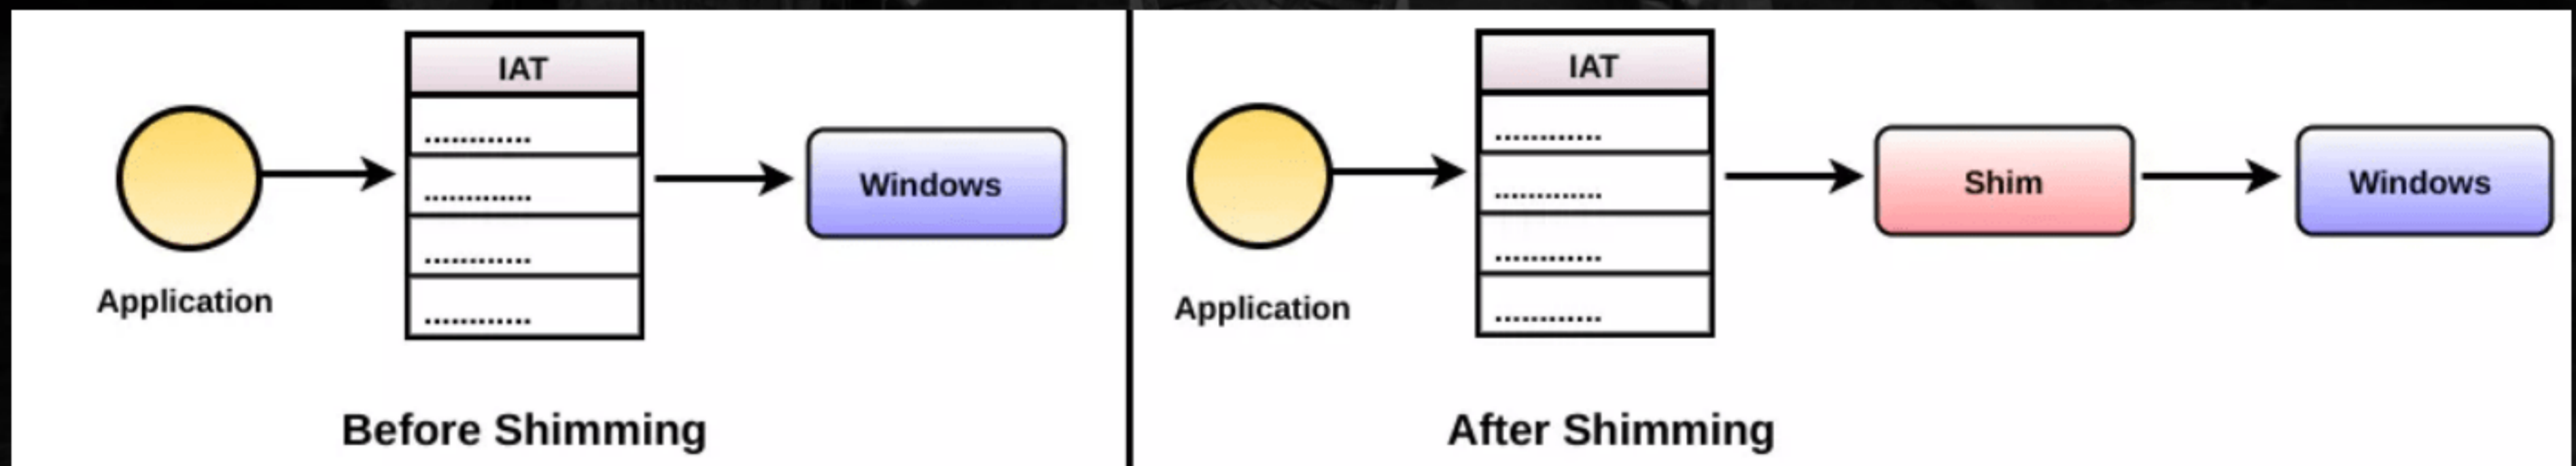 IAT
............
............
............
............
Windows
Application
Before Shimming
IAT
............
............
............
............
Shim
Windows
Application
After Shimming